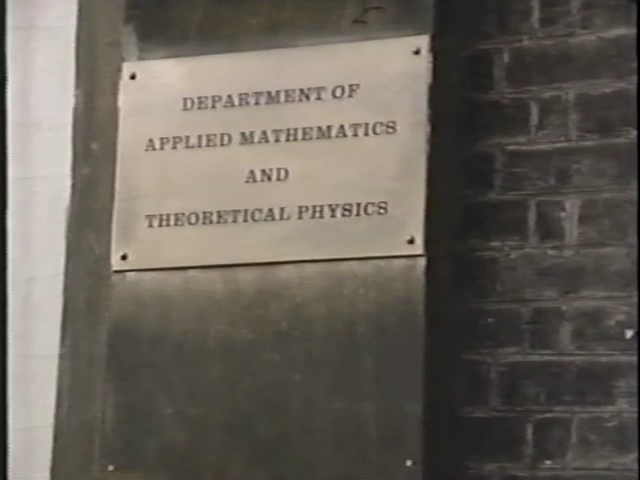 DEPARTMENT OF
APPLIED MATHEMATICS
AND
THEORETICAL PHYSICS